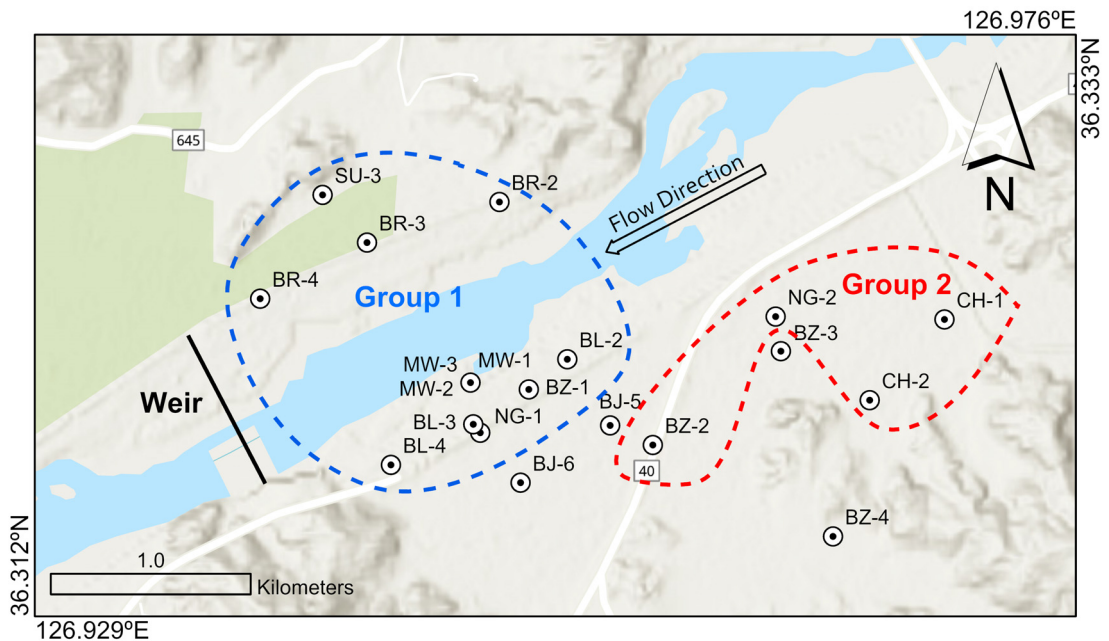 126.976ºE
36.333ºN
645
SU-3
BR-2
Flow Direction
BR-3
N
BR-4
Group 1
Group 2
NG-2
CH-1
BZ-3
BL-2
MW-3
MW-1
MW-2
BZ-1
CH-2
Weir
BJ-5
BL-3
NG-1
BZ-2
BL-4
BJ-6
40
BZ-4
36.312ºN
1.0
Kilometers
126.929ºE